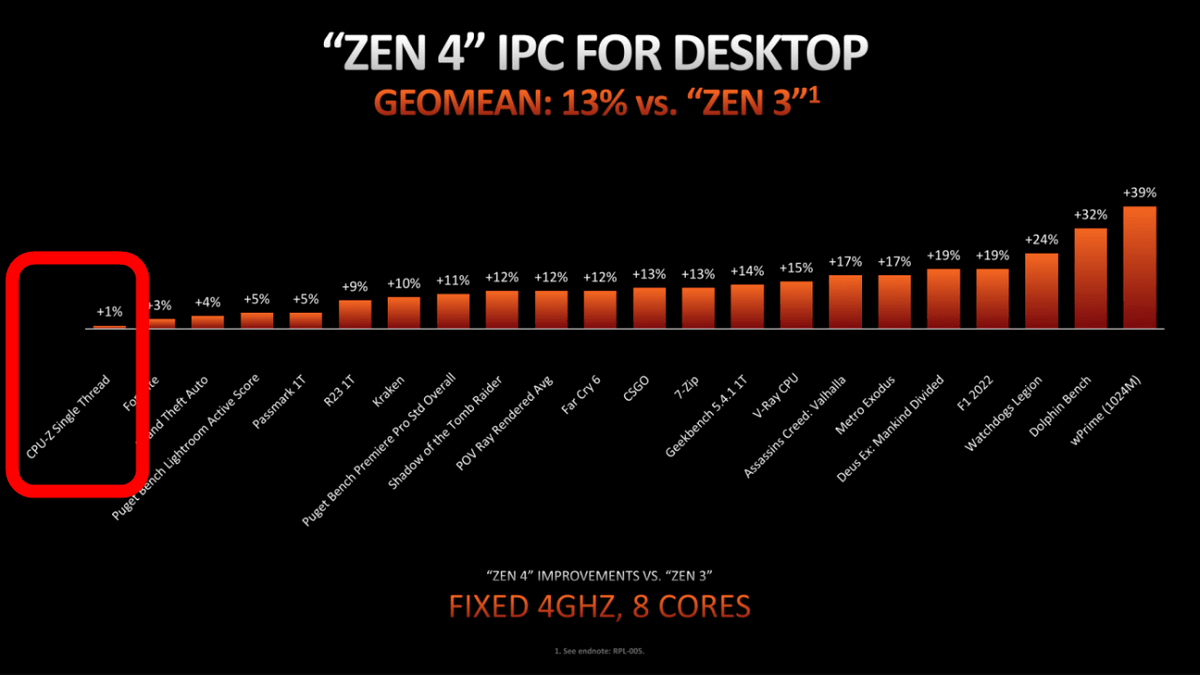 “ZEN 4” IPC FOR DESKTOP
GEOMEAN: 13% vs. “ZEN 3”1
+1%
+3%
+4%
+5%
+5%
+9%
+10%
+11%
+12%
+12%
+12%
+13%
+13%
+14%
+15%
+17%
+17%
+19%
+19%
+24%
+32%
+39%
CPU-Z Single Thread
Theft Auto
Puget Bench Lightroom Active Score
Passmark 1T
R23 1T
Kraken
Puget Bench Premiere Pro Std Overall
Shadow of the Tomb Raider
POV Ray Rendered Avg
Far Cry 6
CSGO
7-Zip
Geekbench 5.4.1 1T
V-Ray CPU
Assassins Creed: Valhalla
Metro Exodus
Deus Ex: Mankind Divided
F1 2022
Watchdogs Legion
Dolphin Bench
wPrime (1024M)
“ZEN 4” IMPROVEMENTS VS. “ZEN 3”
FIXED 4GHZ, 8 CORES
1. See endnote: RPL-005.